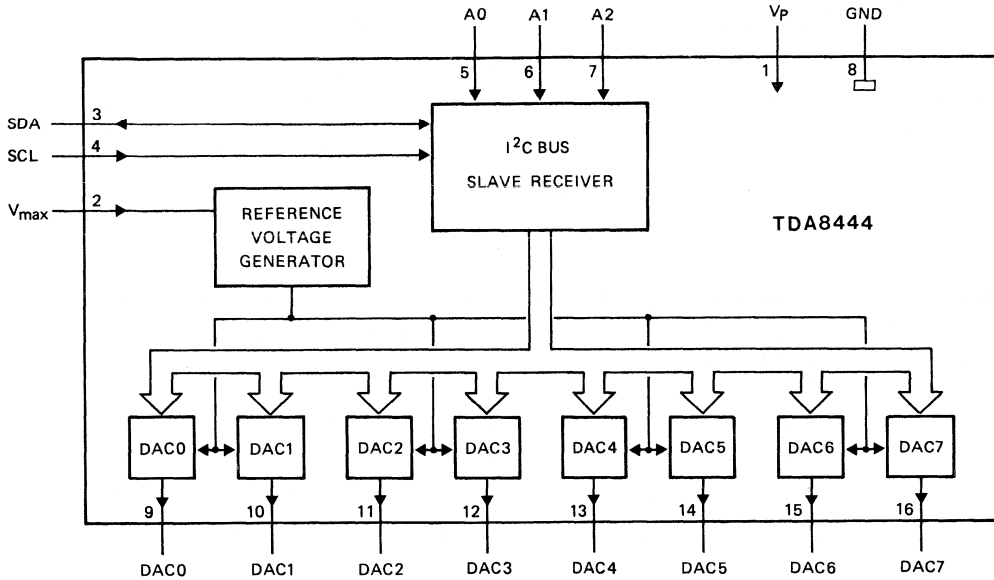 A0 A1 A2 VP GND
5 6 7 1 8
SDA 3
SCL 4
I²C BUS
SLAVE RECEIVER
Vmax 2
REFERENCE
VOLTAGE
GENERATOR
TDA8444
DAC0 DAC1 DAC2 DAC3 DAC4 DAC5 DAC6 DAC7
9 10 11 12 13 14 15 16
DAC0 DAC1 DAC2 DAC3 DAC4 DAC5 DAC6 DAC7